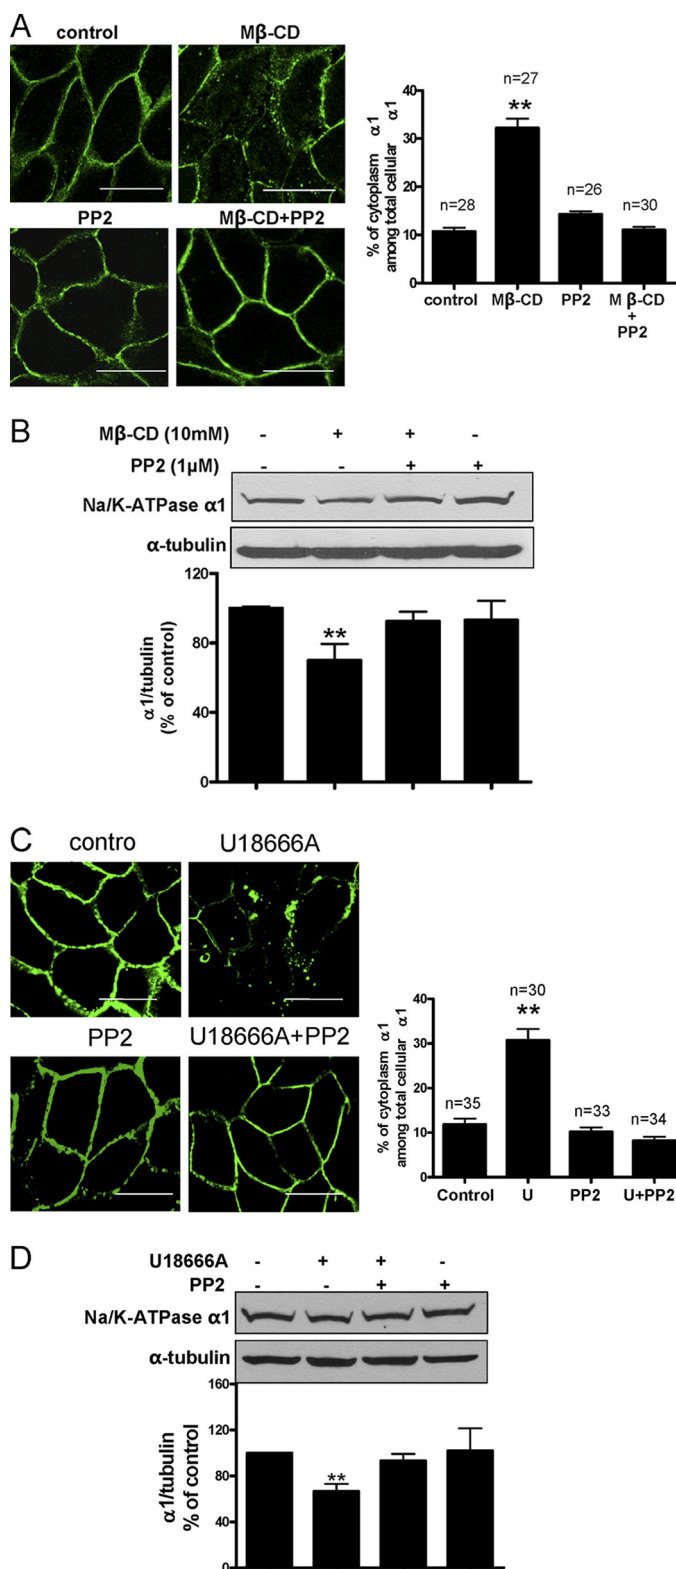 A
control
Mβ-CD
PP2
Mβ-CD+PP2
% of cytoplasm α1
among total cellular α1
40
30
20
10
0
n=28
n=27
**
n=26
n=30
control
Mβ-CD
PP2
M β-CD
+
PP2
B
Mβ-CD (10mM) - + + -
PP2 (1µM) - - + +
Na/K-ATPase α1
α-tubulin
α1/tubulin
(% of control)
120
80
40
0
**
C
contro
U18666A
PP2
U18666A+PP2
% of cytoplasm α1
among total cellular α1
40
30
20
10
0
n=35
n=30
**
n=33
n=34
Control
U
PP2
U+PP2
D
U18666A - + + -
PP2 - - + +
Na/K-ATPase α1
α-tubulin
α1/tubulin
% of control
160
120
80
40
0
**